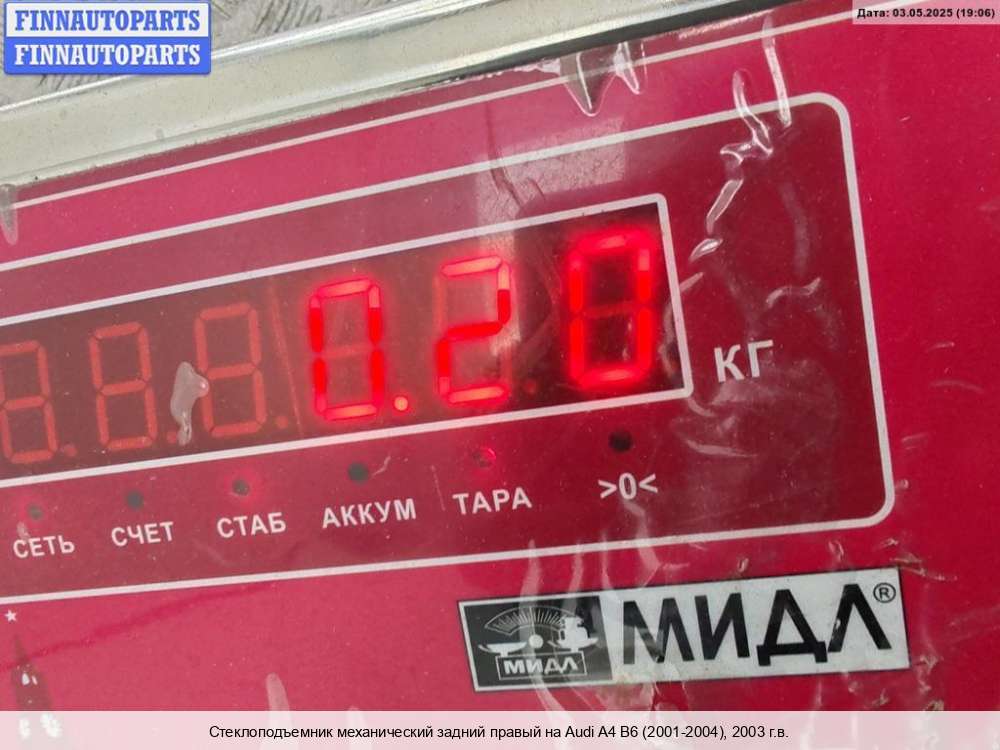 FINNAUTOPARTS
FINNAUTOPARTS
Дата: 03.05.2025 (19:06)
0.20
КГ
СЕТЬ СЧЕТ СТАБ АККУМ ТАРА >0<
МИДЛ МИДЛ®
Стеклоподъемник механический задний правый на Audi A4 B6 (2001-2004), 2003 г.в.